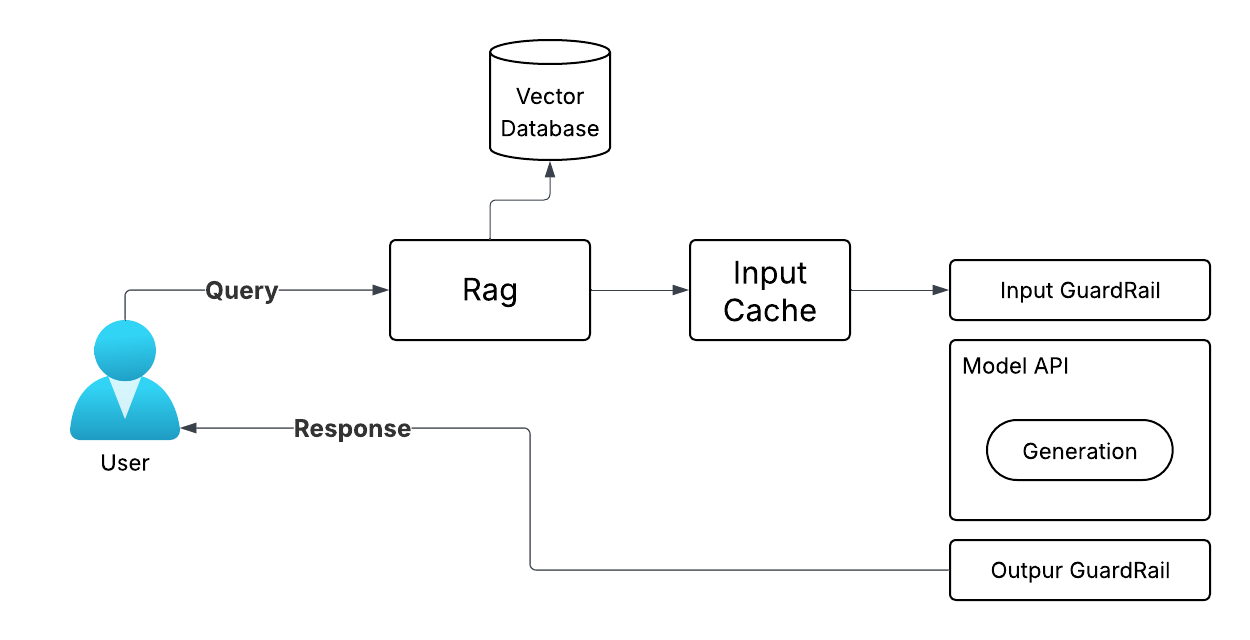 Vector
Database
Query
Rag
Input
Cache
Input GuardRail
Model API
Generation
Response
User
Outpur GuardRail